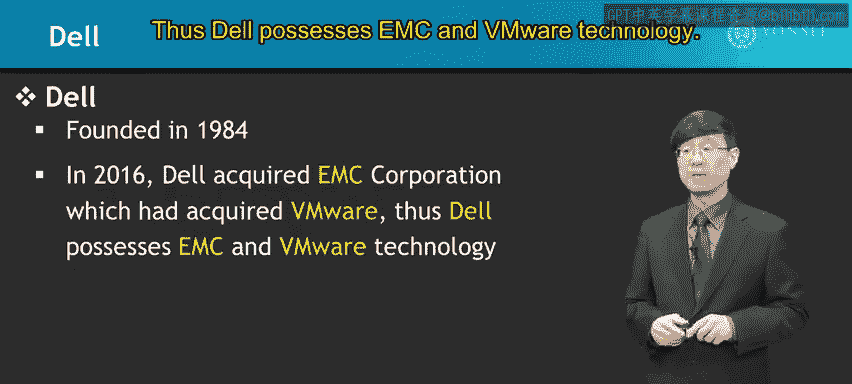 Dell
Thus Dell possesses EMC and VMware technology.
❖ Dell
▪ Founded in 1984
▪ In 2016, Dell acquired EMC Corporation
which had acquired VMware, thus Dell
possesses EMC and VMware technology